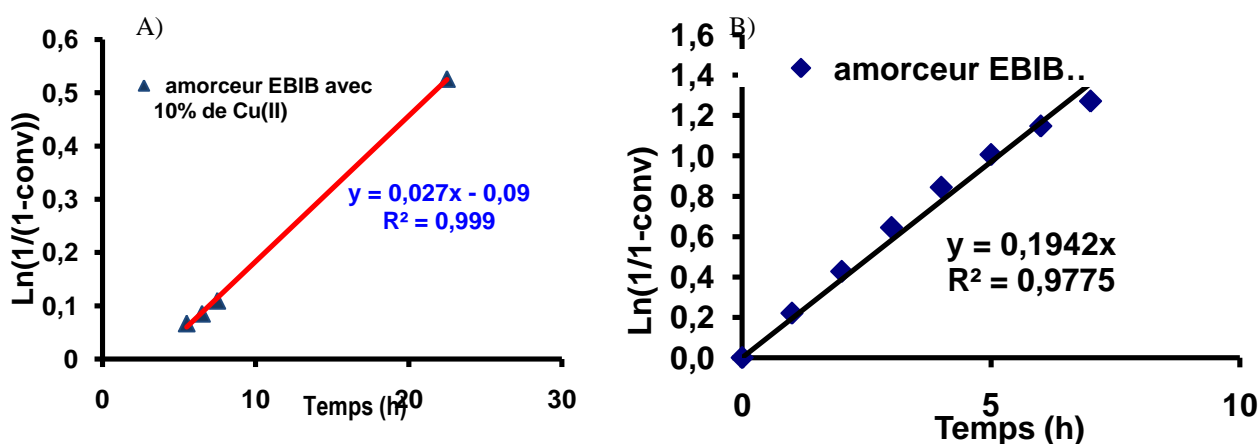 A)
Ln(1/(1-conv))
0,6
0,5
0,4
0,3
0,2
0,1
0
amorceur EBIB avec
10% de Cu(II)
y = 0,027x - 0,09
R² = 0,999
0 10 20 30
Temps (h)
B)
Ln(1/1-conv)
1,6
1,4
1,2
1,0
0,8
0,6
0,4
0,2
0,0
amorceur EBIB..
y = 0,1942x
R² = 0,9775
0 5 10
Temps (h)